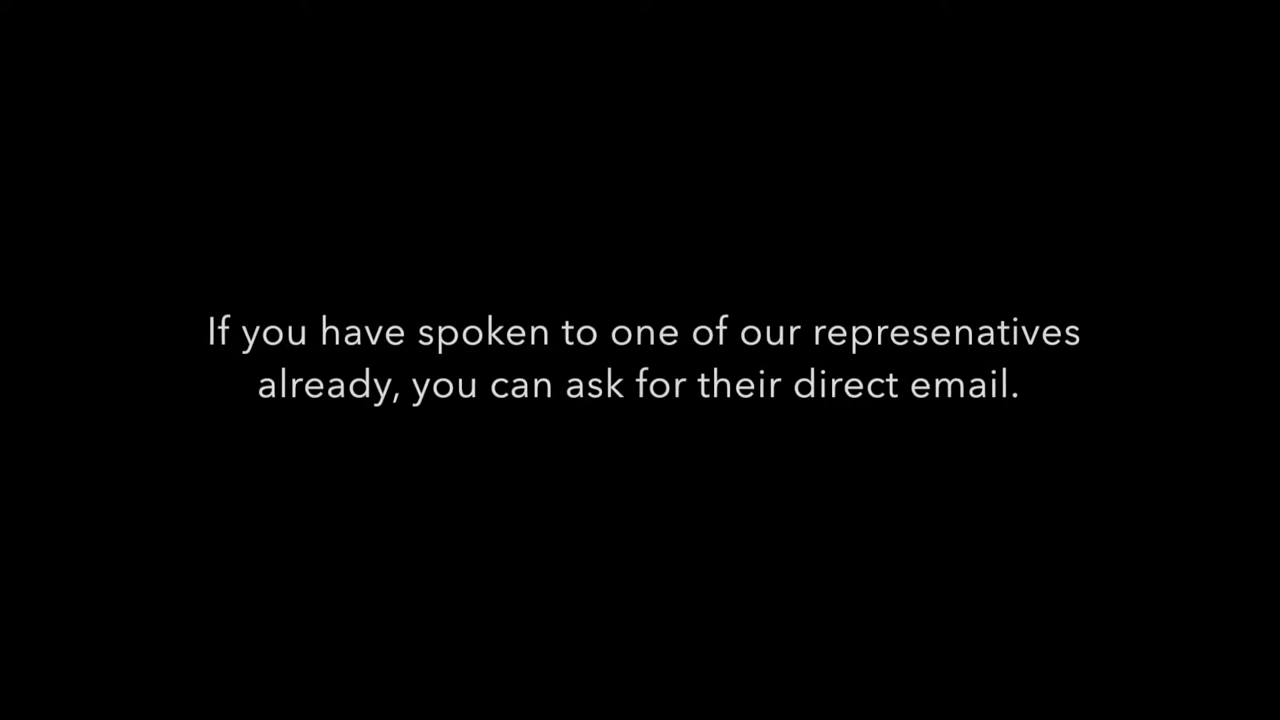 If you have spoken to one of our represenatives
already, you can ask for their direct email.